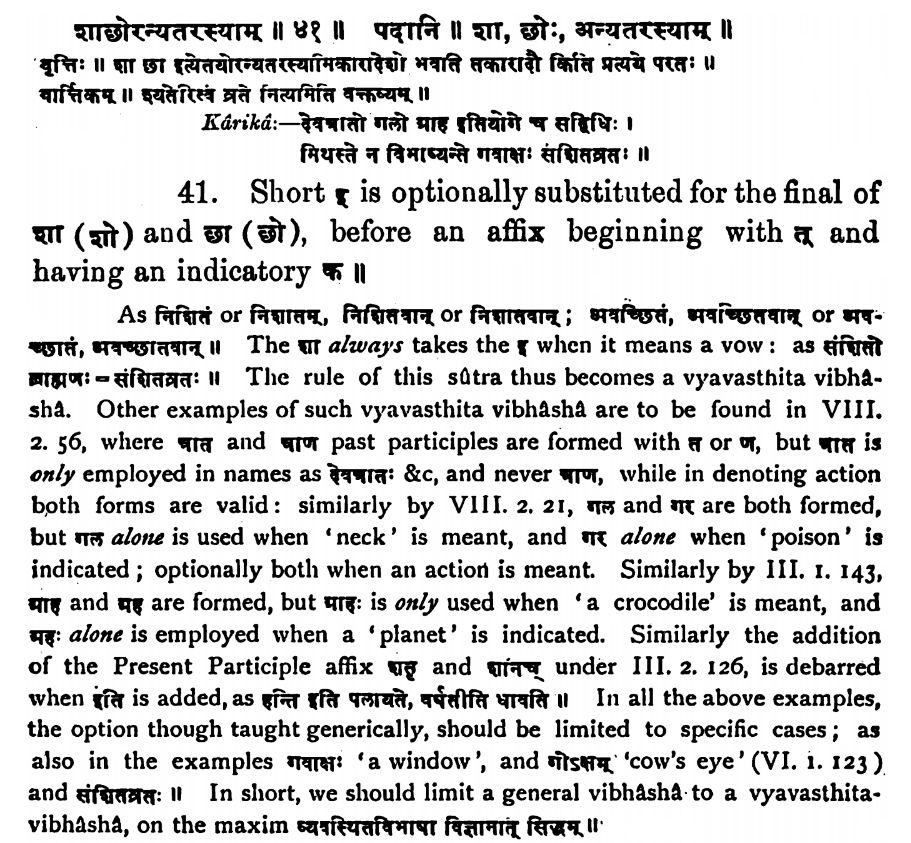 शाछोरन्यतरस्याम् ॥ ४१ ॥ पदानि ॥ शा, छोः, अन्यतरस्याम् ॥
वृत्तिः ॥ शा छा इत्येतयोरन्यतरस्यामिकारादेशो भवति तकारादौ किति प्रत्यये परतः ॥
वार्त्तिकम् ॥ श्यतेरित्त्वं व्रते नित्यमिति वक्तव्यम् ॥
Kârikâ:—देवत्रातो गलो ग्राह इतियोगे च सद्विधिः ।
मिथस्ते न विभाष्यन्ते गवाक्षः संशितव्रतः ॥
41. Short इ is optionally substituted for the final of
शा (शो) and छा (छो), before an affix beginning with त् and
having an indicatory क ॥
As निशितं or निशातम्, निशितवान् or निशातवान्; अवच्छितं, अवच्छितवान् or अव-
च्छातं, अवच्छातवान् ॥ The शा always takes the इ when it means a vow: as संशितो
ब्राह्मणः = संशितव्रतः ॥ The rule of this sûtra thus becomes a vyavasthita vibhâ-
shâ. Other examples of such vyavasthita vibhâshâ are to be found in VIII.
2. 56, where त्रात and त्राण past participles are formed with त or ण, but त्रात is
only employed in names as देवत्रातः &c, and never त्राण, while in denoting action
both forms are valid: similarly by VIII. 2. 21, गल and गर are both formed,
but गल alone is used when ‘neck’ is meant, and गर alone when ‘poison’ is
indicated; optionally both when an action is meant. Similarly by III. 1. 143,
ग्राह and ग्रह are formed, but ग्राहः is only used when ‘a crocodile’ is meant, and
ग्रहः alone is employed when a ‘planet’ is indicated. Similarly the addition
of the Present Participle affix शतृ and शानच् under III. 2. 126, is debarred
when इति is added, as हन्ति इति पलायते, वर्षतीति धावति ॥ In all the above examples,
the option though taught generically, should be limited to specific cases; as
also in the examples गवाक्षः ‘a window’, and गोऽक्षम् ‘cow's eye’ (VI. 1. 123)
and संशितव्रतः ॥ In short, we should limit a general vibhâshâ to a vyavasthita-
vibhâshâ, on the maxim व्यवस्थितविभाषा विज्ञानात् सिद्धम् ॥